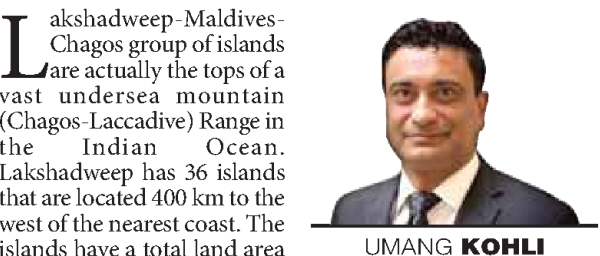 Lakshadweep-Maldives-
Chagos group of islands
are actually the tops of a
vast undersea mountain
(Chagos-Laccadive) Range in
the Indian Ocean.
Lakshadweep has 36 islands
that are located 400 km to the
west of the nearest coast. The
islands have a total land area
UMANG KOHLI